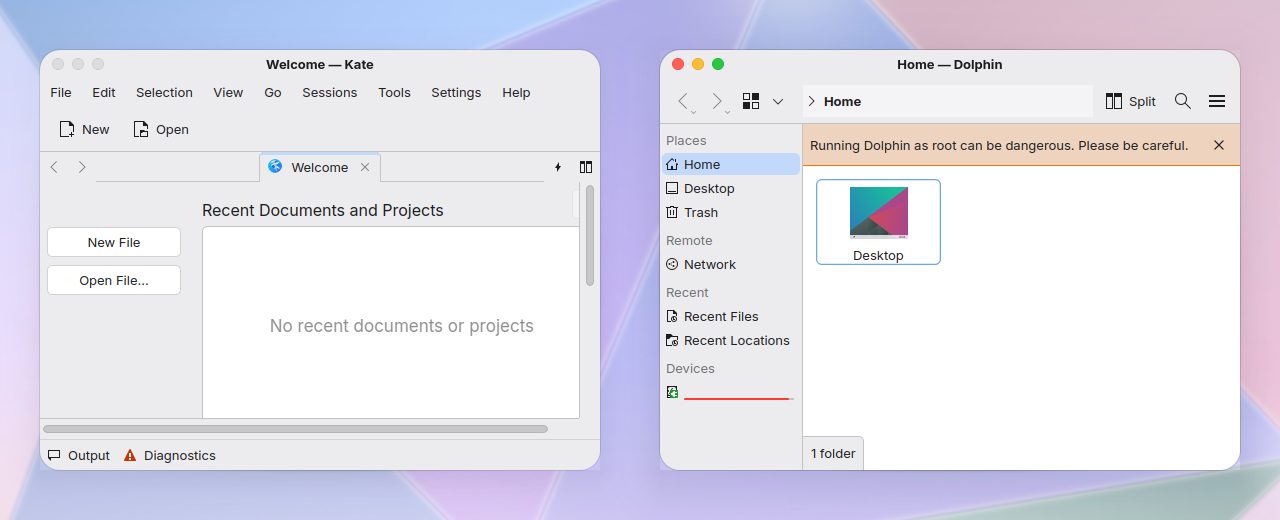 Welcome — Kate
File Edit Selection View Go Sessions Tools Settings Help
New Open
Welcome
Recent Documents and Projects
New File
Open File...
No recent documents or projects
Output Diagnostics
Home — Dolphin
Home Split
Places
Home
Desktop
Trash
Remote
Network
Recent
Recent Files
Recent Locations
Devices
Running Dolphin as root can be dangerous. Please be careful.
Desktop
1 folder